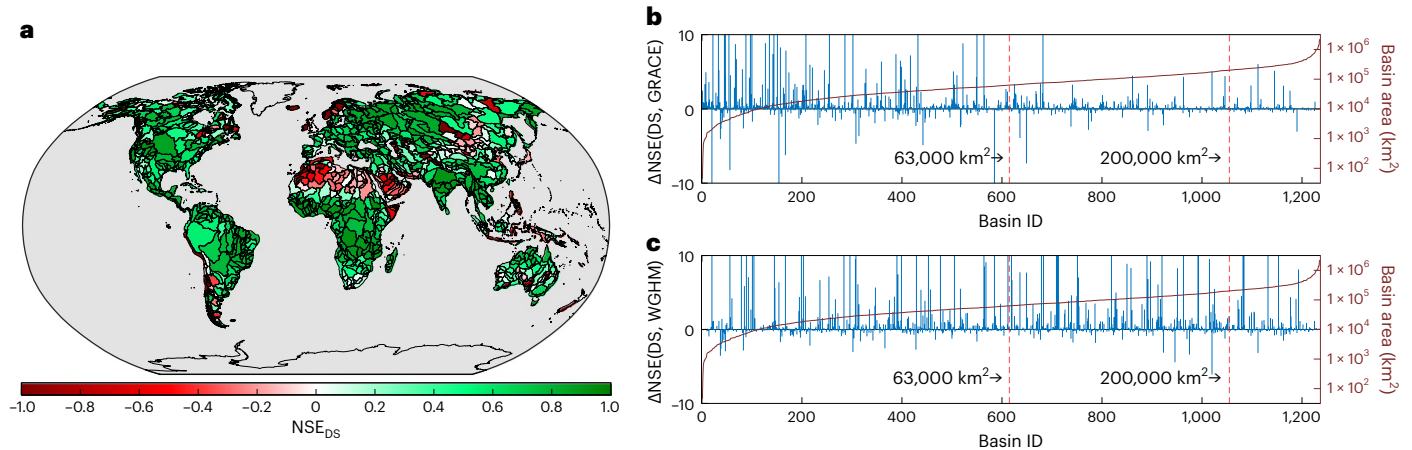 a
−1.0 −0.8 −0.6 −0.4 −0.2 0 0.2 0.4 0.6 0.8 1.0
NSE_DS
b
ΔNSE(DS, GRACE)
10
0
−10
63,000 km²→
200,000 km²→
0 200 400 600 800 1,000 1,200
Basin ID
1 × 10⁶
1 × 10⁵
1 × 10⁴
1 × 10³
1 × 10²
Basin area (km²)
c
ΔNSE(DS, WGHM)
10
0
−10
63,000 km²→
200,000 km²→
0 200 400 600 800 1,000 1,200
Basin ID
1 × 10⁶
1 × 10⁵
1 × 10⁴
1 × 10³
1 × 10²
Basin area (km²)